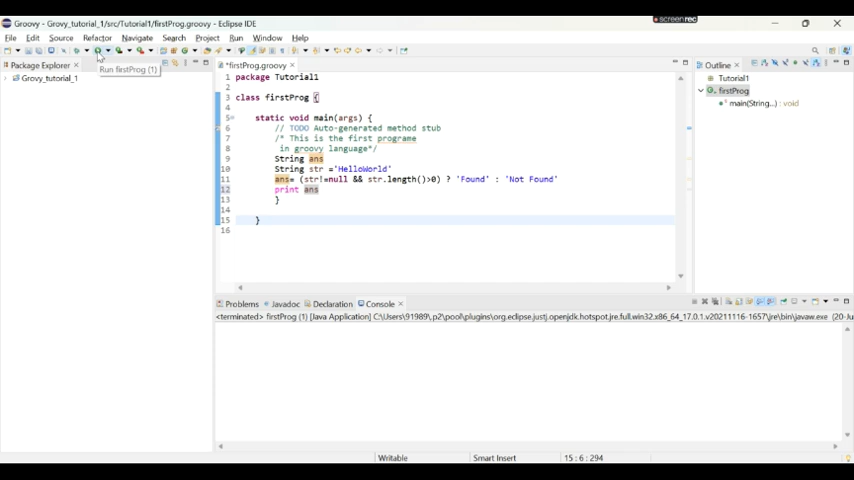 screenrec
Groovy - Grovy_tutorial_1/src/Tutorial1/firstProg.groovy - Eclipse IDE
File Edit Source Refactor Navigate Search Project Run Window Help
Run firstProg (1)
Package Explorer
Grovy_tutorial_1
*firstProg.groovy
1 package Tutorial1
2
3 class firstProg {
4
5 static void main(args) {
6 // TODO Auto-generated method stub
7 /* This is the first programe
8 in groovy language*/
9 String ans
10 String str ='HelloWorld'
11 ans= (str!=null && str.length()>0) ? 'Found' : 'Not Found'
12 print ans
13 }
14
15 }
16
Outline
Tutorial1
firstProg
main(String...) : void
Problems Javadoc Declaration Console
<terminated> firstProg (1) [Java Application] C:\Users\91989\.p2\pool\plugins\org.eclipse.justj.openjdk.hotspot.jre.full.win32.x86_64_17.0.1.v20211116-1657\jre\bin\javaw.exe (20-Ju
Writable Smart Insert 15 : 6 : 294